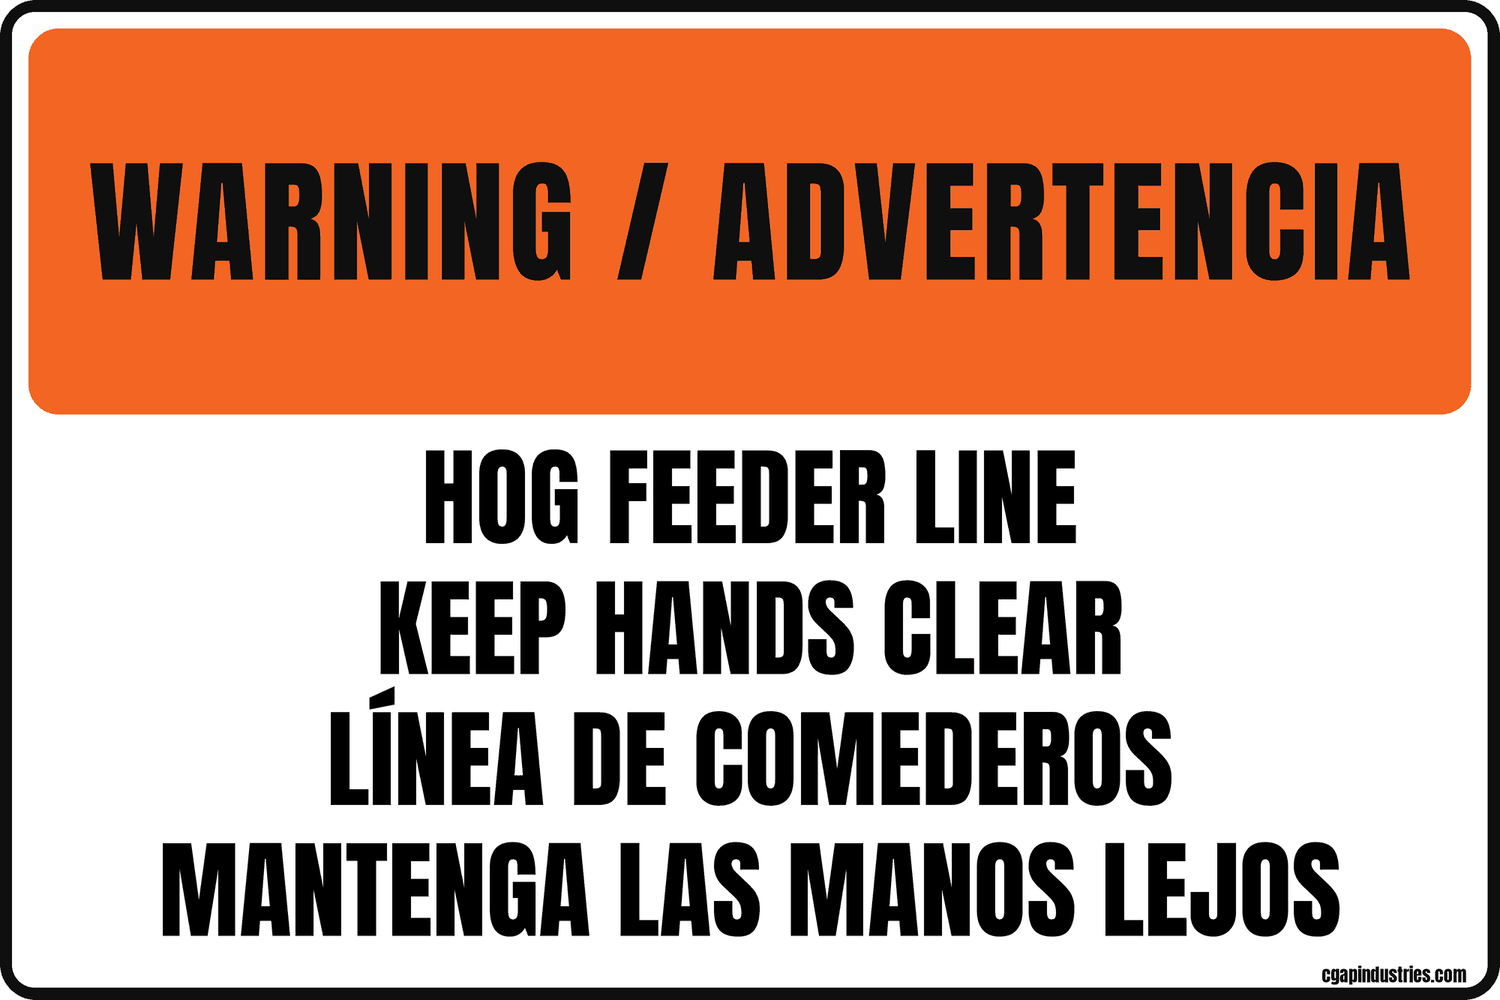 WARNING / ADVERTENCIA
HOG FEEDER LINE
KEEP HANDS CLEAR
LÍNEA DE COMEDEROS
MANTENGA LAS MANOS LEJOS
cgapindustries.com